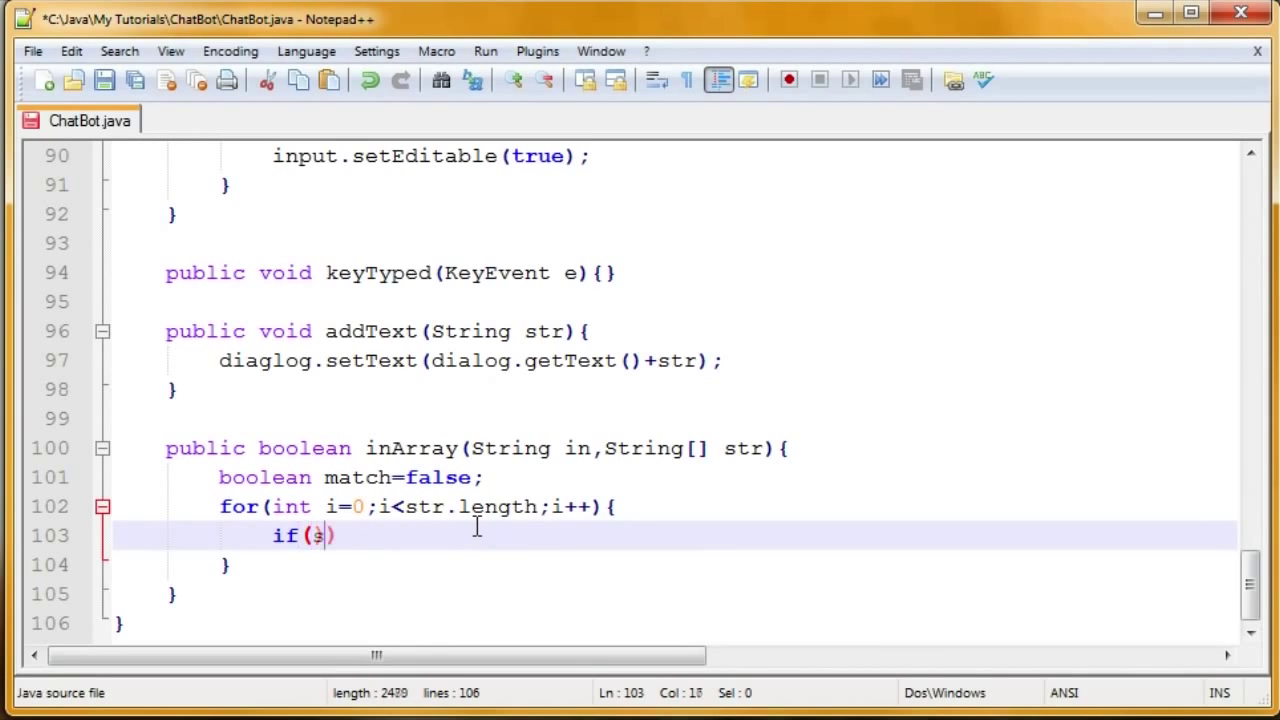 *C:\Java\My Tutorials\ChatBot\ChatBot.java - Notepad++
File Edit Search View Encoding Language Settings Macro Run Plugins Window ? X
ChatBot.java
90 input.setEditable(true);
91 }
92 }
93
94 public void keyTyped(KeyEvent e){}
95
96 public void addText(String str){
97 diaglog.setText(dialog.getText()+str);
98 }
99
100 public boolean inArray(String in,String[] str){
101 boolean match=false;
102 for(int i=0;i<str.length;i++){
103 if(s)
104 }
105 }
106 }
Java source file length : lines : 106 Ln : 103 Col : Sel : 0 Dos\Windows ANSI INS